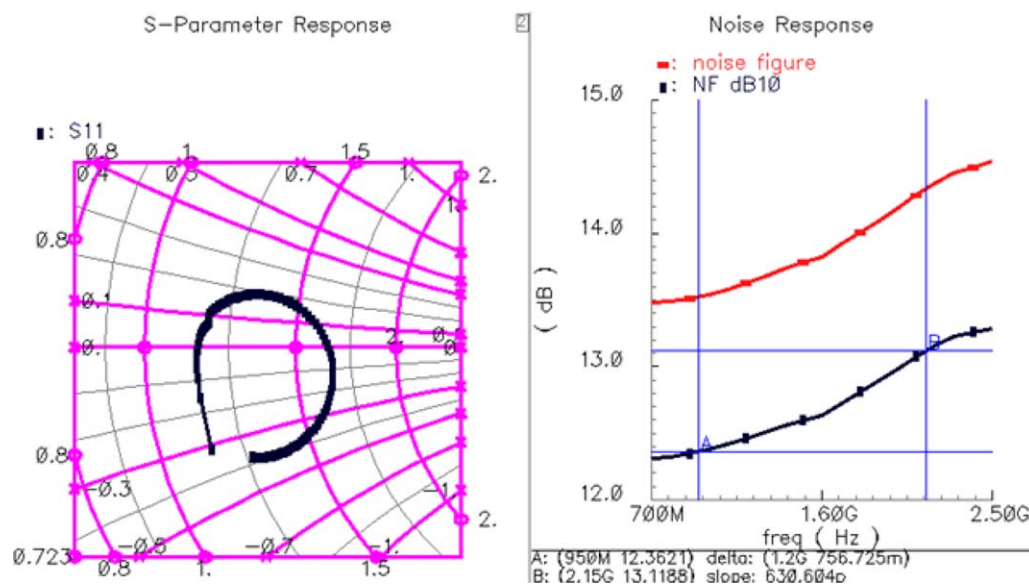 S-Parameter Response
2
Noise Response
: noise figure
: NF dB10
: S11
15.0
14.0
13.0
12.0
( dB )
0.8
1
1.5
0.4
0.7
1.
2.
0.8
0.1
0.
2.
0.8
-0.3
2.
0.723
-0.5
-0.7
-1.
0.8
1.
1.5
A
B
700M
1.60G
2.50G
freq ( Hz )
A: (950M 12.3621) delta: (1.2G 756.725m)
B: (2.15G 13.1188) slope: 630.604p